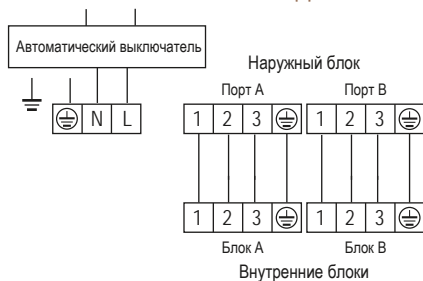 Автоматический выключатель
N L
Наружный блок
Порт A Порт B
1 2 3 1 2 3
1 2 3 1 2 3
Блок A Блок B
Внутренние блоки